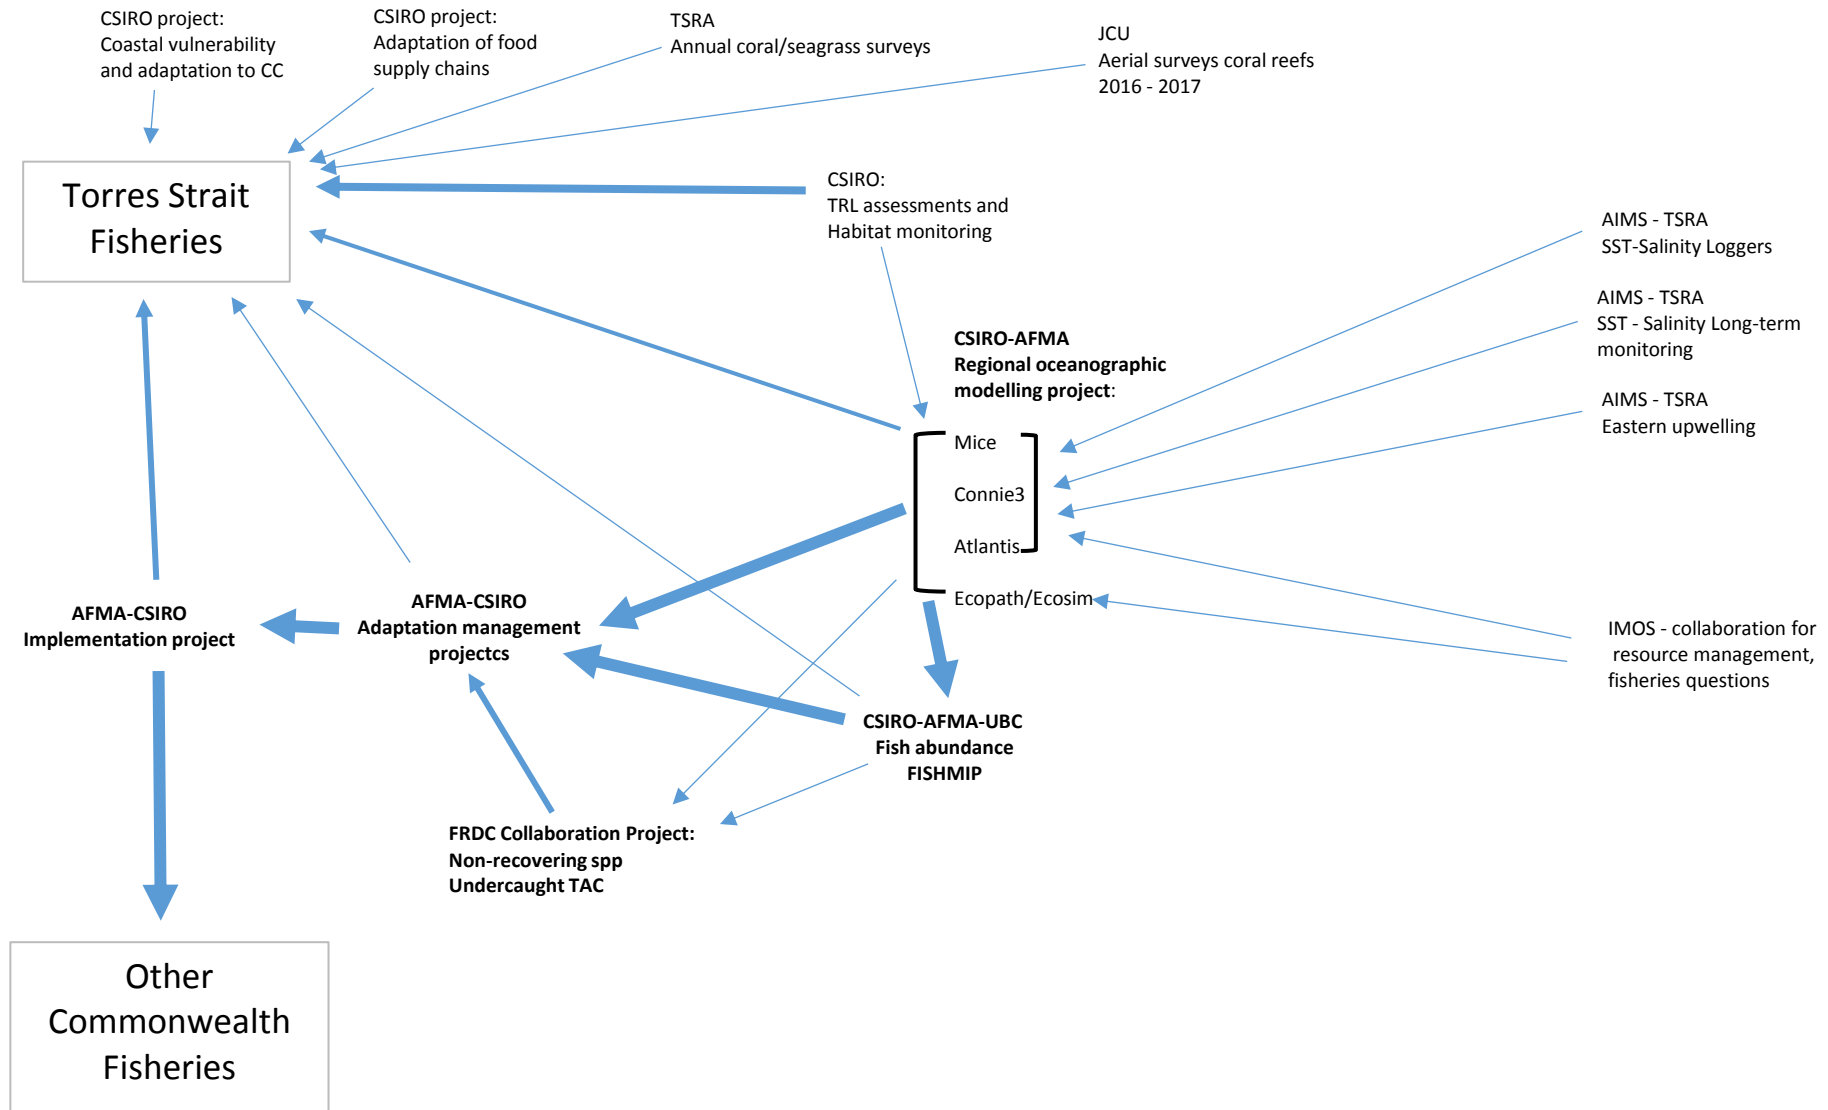 CSIRO project:
Coastal vulnerability
and adaptation to CC
CSIRO project:
Adaptation of food
supply chains
TSRA
Annual coral/seagrass surveys
JCU
Aerial surveys coral reefs
2016 - 2017
Torres Strait
Fisheries
CSIRO:
TRL assessments and
Habitat monitoring
AIMS - TSRA
SST-Salinity Loggers
AIMS - TSRA
SST - Salinity Long-term
monitoring
AIMS - TSRA
Eastern upwelling
CSIRO-AFMA
Regional oceanographic
modelling project:
Mice
Connie3
Atlantis
Ecopath/Ecosim
IMOS - collaboration for
resource management,
fisheries questions
AFMA-CSIRO
Implementation project
AFMA-CSIRO
Adaptation management
projectcs
CSIRO-AFMA-UBC
Fish abundance
FISHMIP
FRDC Collaboration Project:
Non-recovering spp
Undercaught TAC
Other
Commonwealth
Fisheries